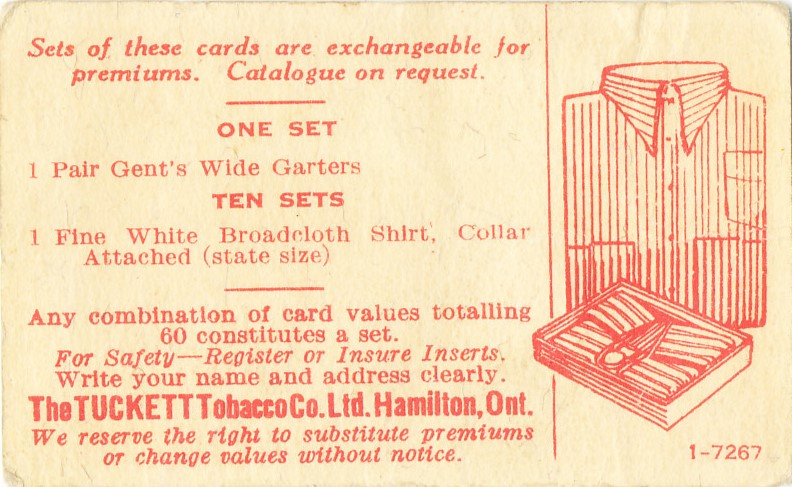 Sets of these cards are exchangeable for
premiums. Catalogue on request.
ONE SET
1 Pair Gent's Wide Garters
TEN SETS
1 Fine White Broadcloth Shirt, Collar
Attached (state size)
Any combination of card values totalling
60 constitutes a set.
For Safety—Register or Insure Inserts.
Write your name and address clearly.
The TUCKETT Tobacco Co. Ltd. Hamilton, Ont.
We reserve the right to substitute premiums
or change values without notice.
1-7267